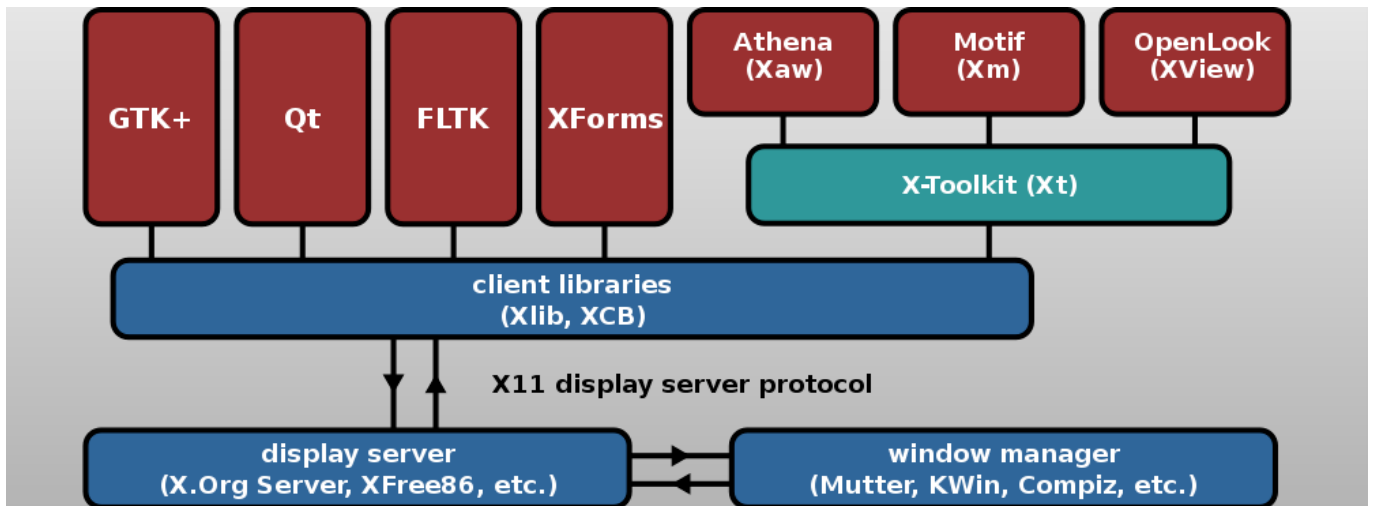 GTK+
Qt
FLTK
XForms
Athena
(Xaw)
Motif
(Xm)
OpenLook
(XView)
X-Toolkit (Xt)
client libraries
(Xlib, XCB)
X11 display server protocol
display server
(X.Org Server, XFree86, etc.)
window manager
(Mutter, KWin, Compiz, etc.)